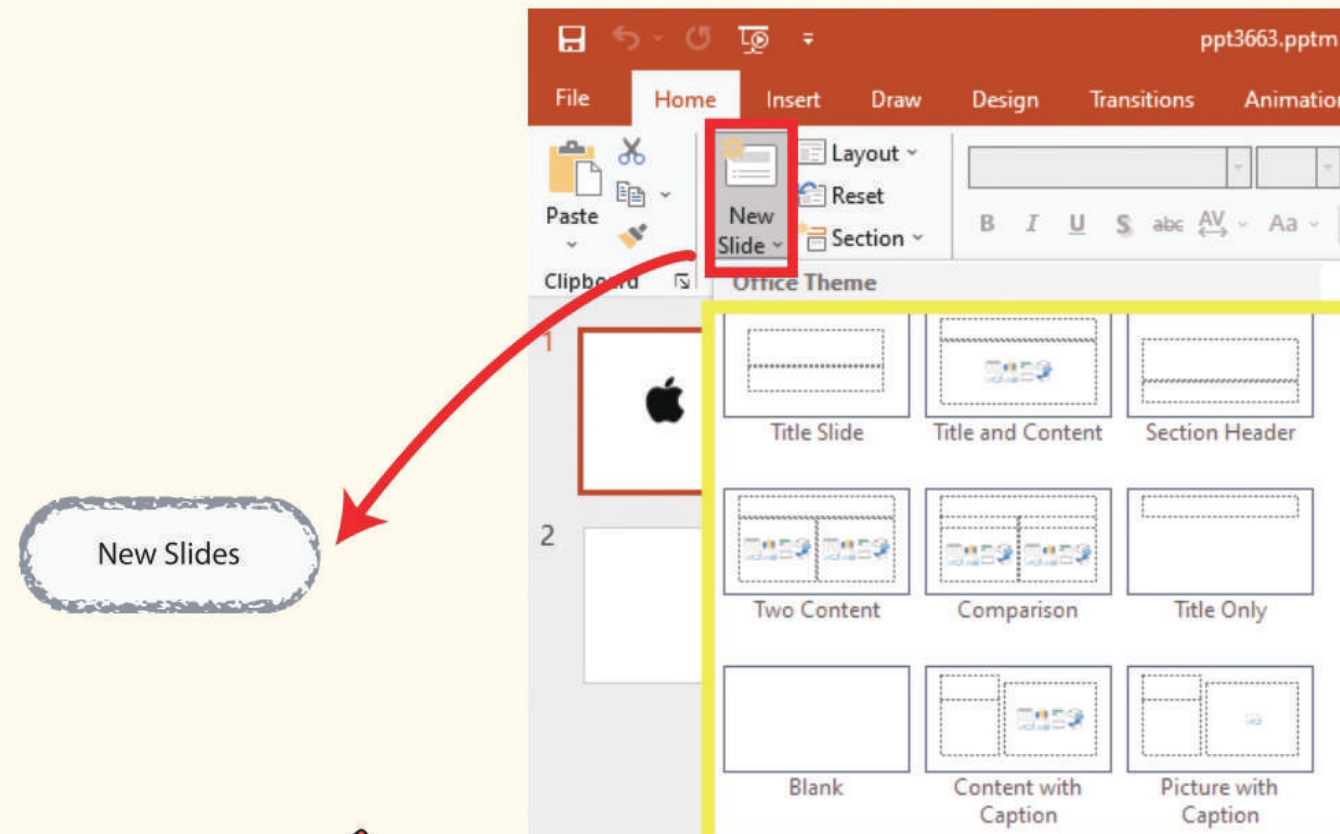 ppt3663.pptm
File Home Insert Draw Design Transitions Animation
Layout
Reset
Section
Paste
New
Slide
B I U S abc AV Aa
Clipboard
Office Theme
1
Title Slide Title and Content Section Header
New Slides
2
Two Content Comparison Title Only
Blank Content with Caption Picture with Caption